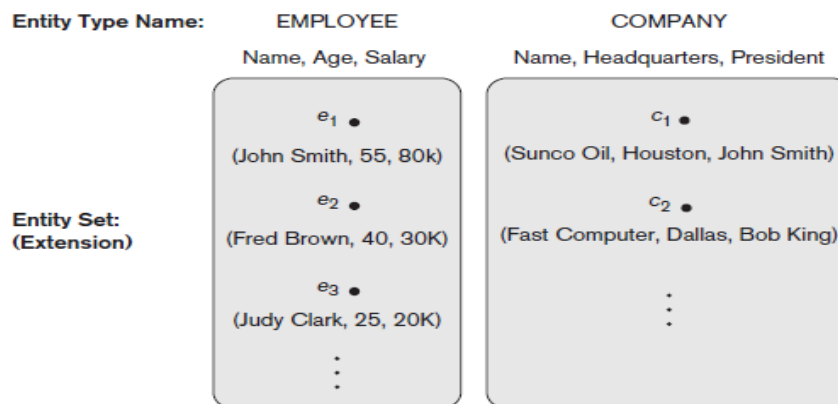 Entity Type Name: EMPLOYEE COMPANY
Name, Age, Salary Name, Headquarters, President
e1 • c1 •
(John Smith, 55, 80k) (Sunco Oil, Houston, John Smith)
e2 • c2 •
Entity Set:
(Extension) (Fred Brown, 40, 30K) (Fast Computer, Dallas, Bob King)
e3 •
(Judy Clark, 25, 20K)